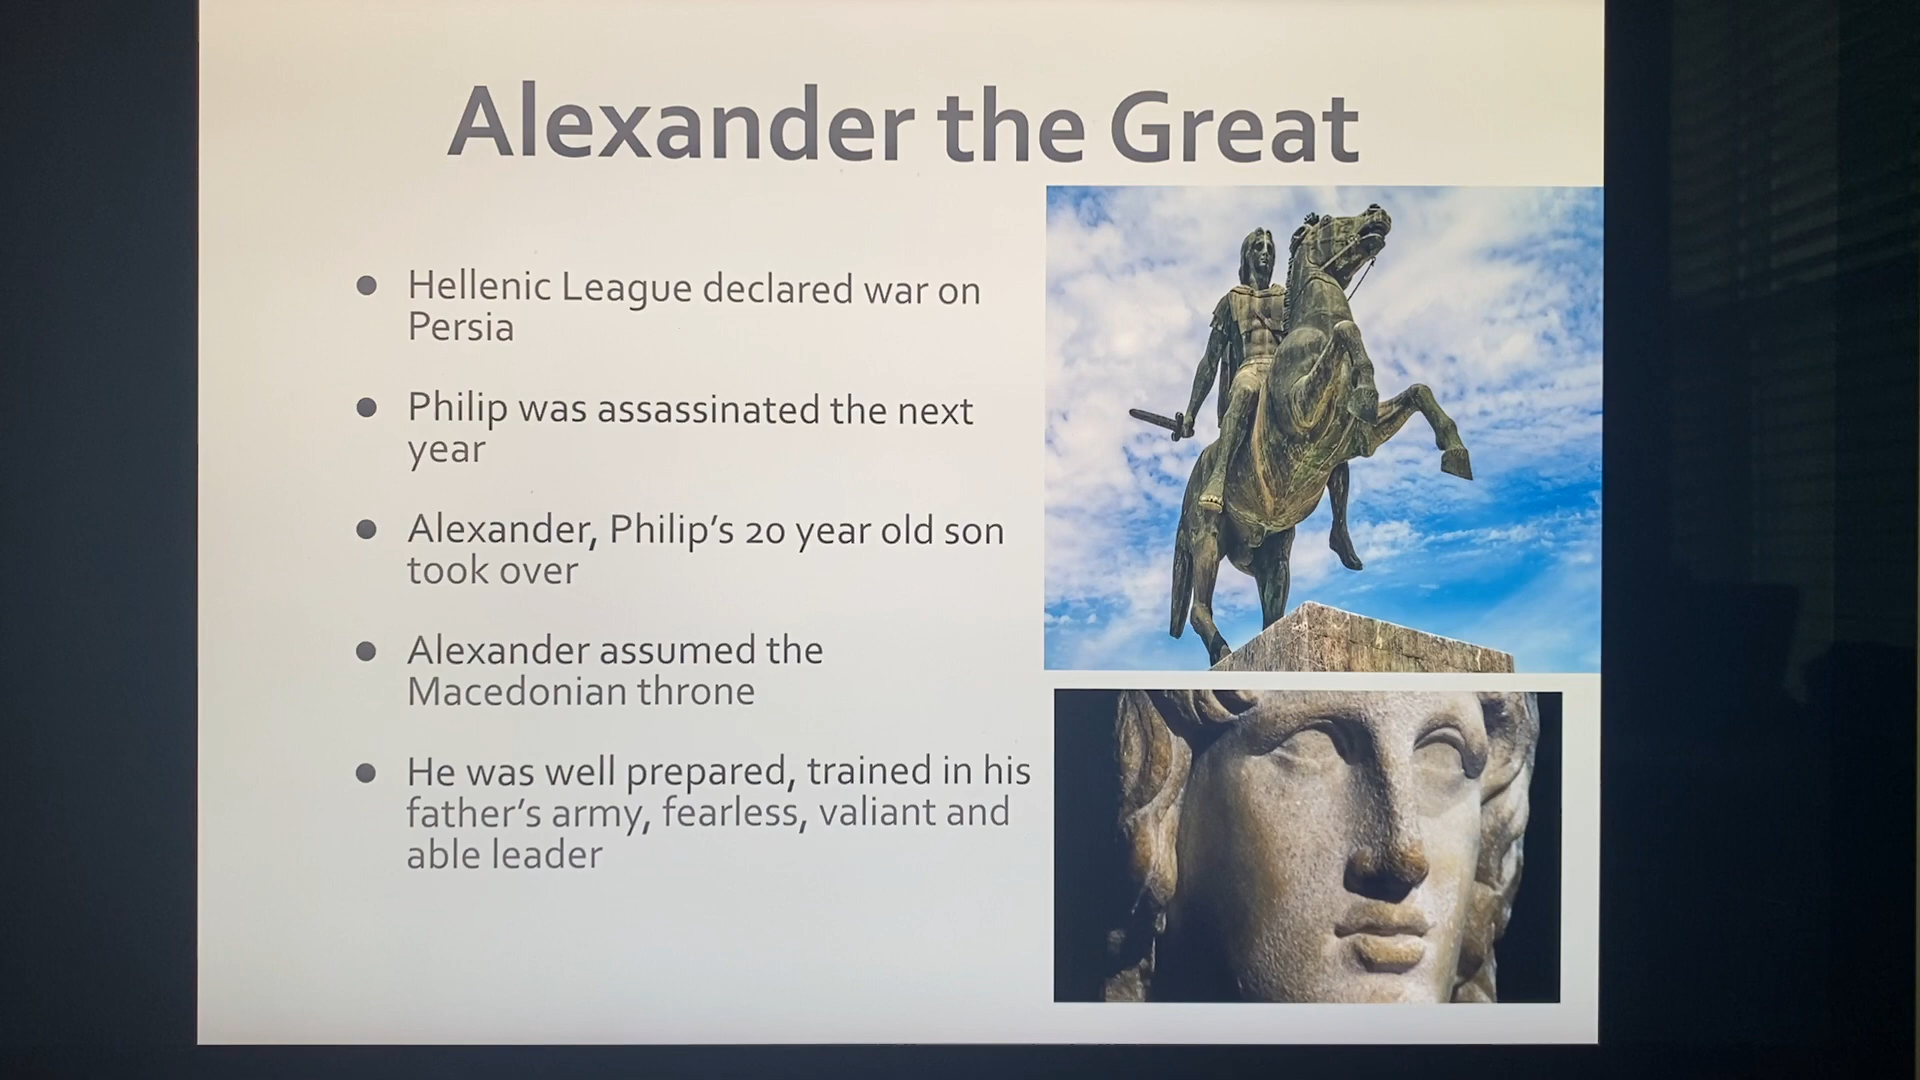 Alexander the Great
● Hellenic League declared war on
Persia
● Philip was assassinated the next
year
● Alexander, Philip's 20 year old son
took over
● Alexander assumed the
Macedonian throne
● He was well prepared, trained in his
father's army, fearless, valiant and
able leader